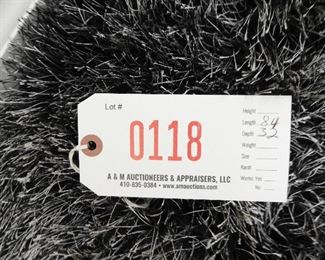 Lot #
0118
A & M AUCTIONEERS & APPRAISERS, LLC
410-835-0384 • www.amauctions.com
Height
Length 84
Depth 32
Weight
Size
Karat
Works: Yes
No